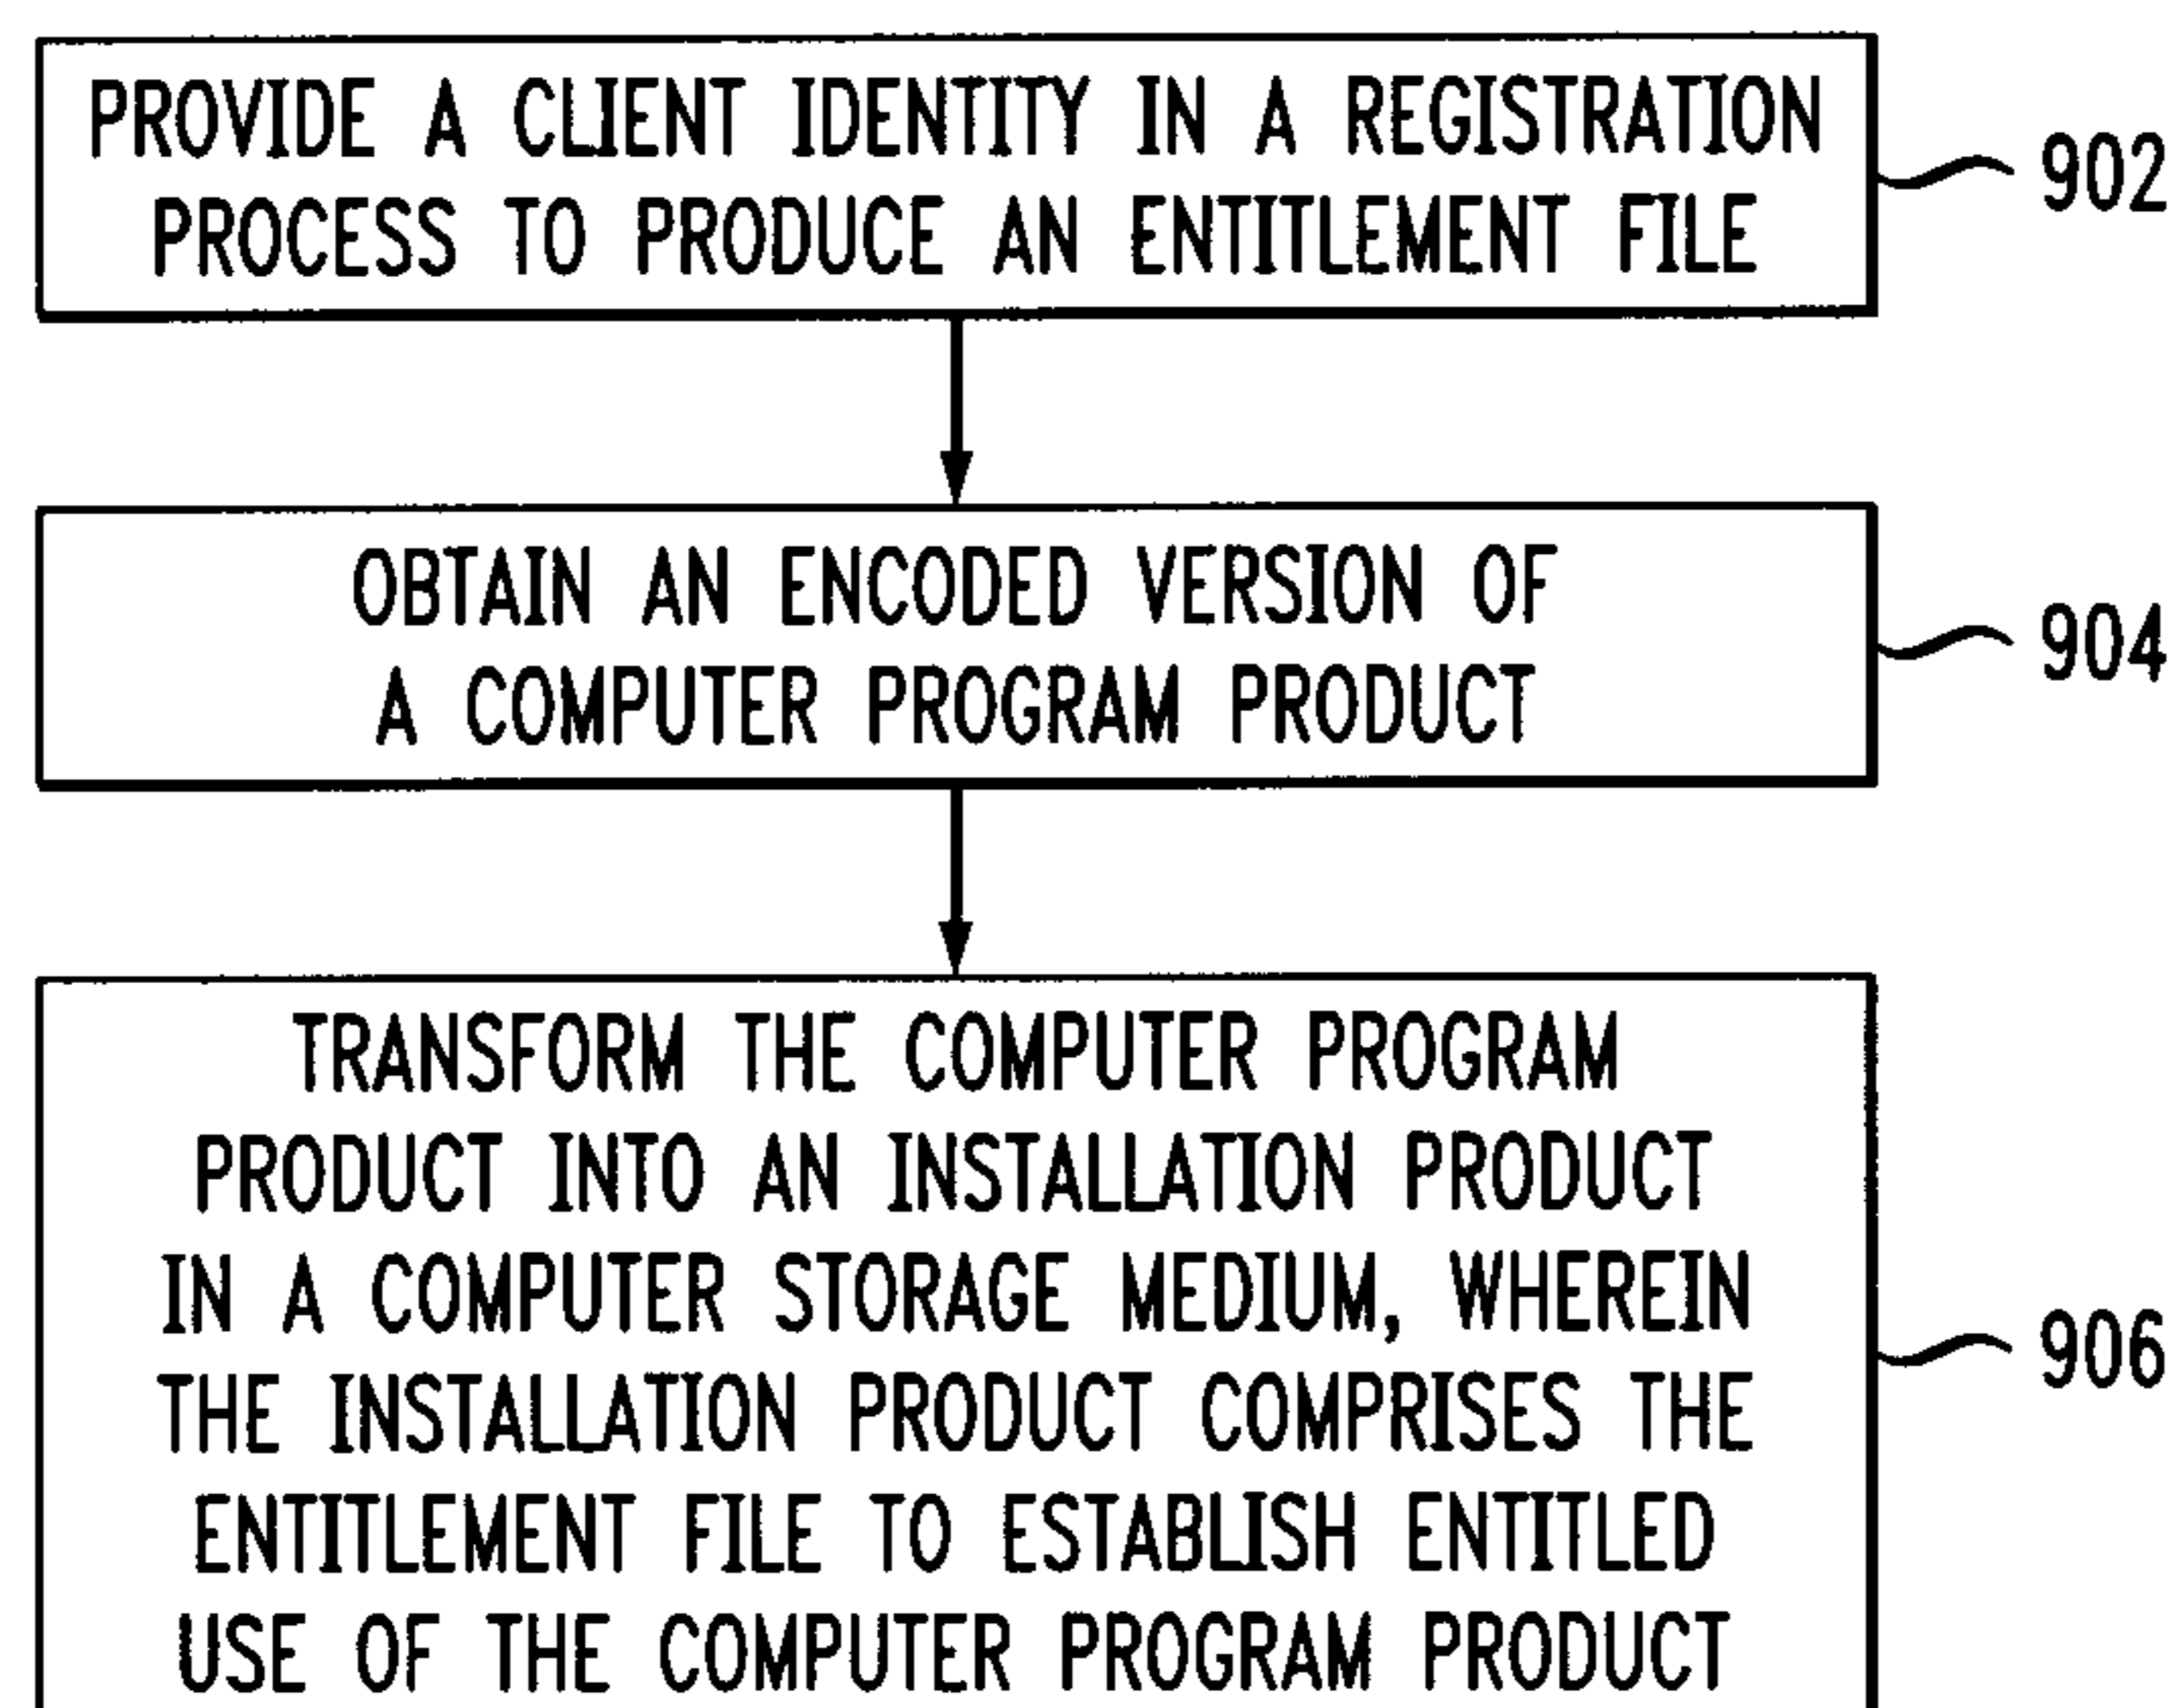 PROVIDE A CLIENT IDENTITY IN A REGISTRATION
PROCESS TO PRODUCE AN ENTITLEMENT FILE
902
OBTAIN AN ENCODED VERSION OF
A COMPUTER PROGRAM PRODUCT
904
TRANSFORM THE COMPUTER PROGRAM
PRODUCT INTO AN INSTALLATION PRODUCT
IN A COMPUTER STORAGE MEDIUM, WHEREIN
THE INSTALLATION PRODUCT COMPRISES THE
ENTITLEMENT FILE TO ESTABLISH ENTITLED
USE OF THE COMPUTER PROGRAM PRODUCT
906